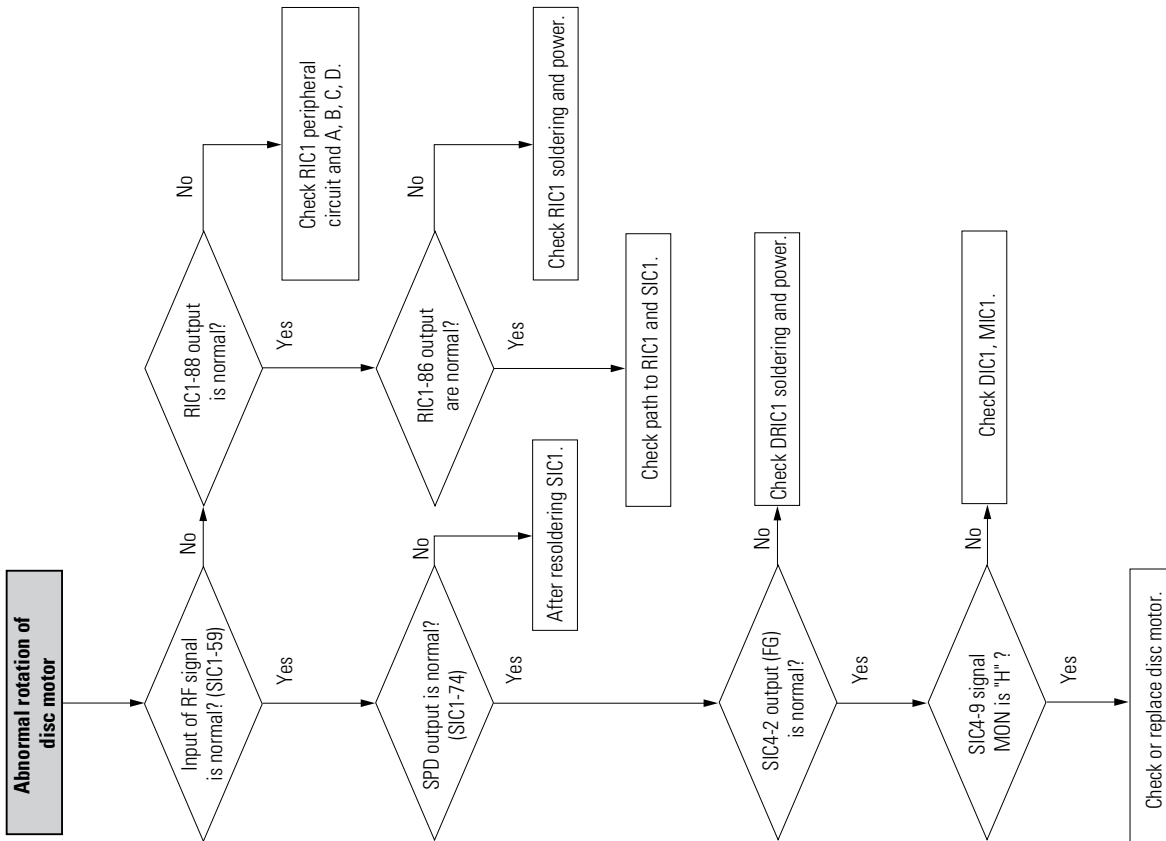 Abnormal rotation of
disc motor
Input of RF signal
is normal? (SIC1-59)
No
Yes
RIC1-88 output
is normal?
No
Yes
Check RIC1 peripheral
circuit and A, B, C, D.
RIC1-86 output
are normal?
No
Yes
Check RIC1 soldering and power.
Check path to RIC1 and SIC1.
SPD output is normal?
(SIC1-74)
No
Yes
After resoldering SIC1.
SIC4-2 output (FG)
is normal?
No
Yes
Check DRIC1 soldering and power.
SIC4-9 signal
MON is "H" ?
No
Yes
Check DIC1, MIC1.
Check or replace disc motor.